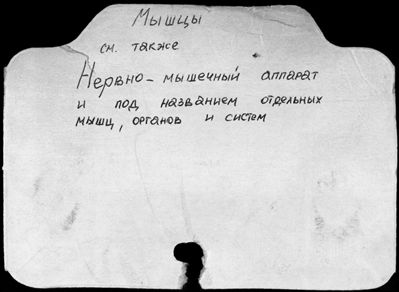 Мышцы
см. также
Нервно-мышечный аппарат
и под названием отдельных
мышц, органов и систем